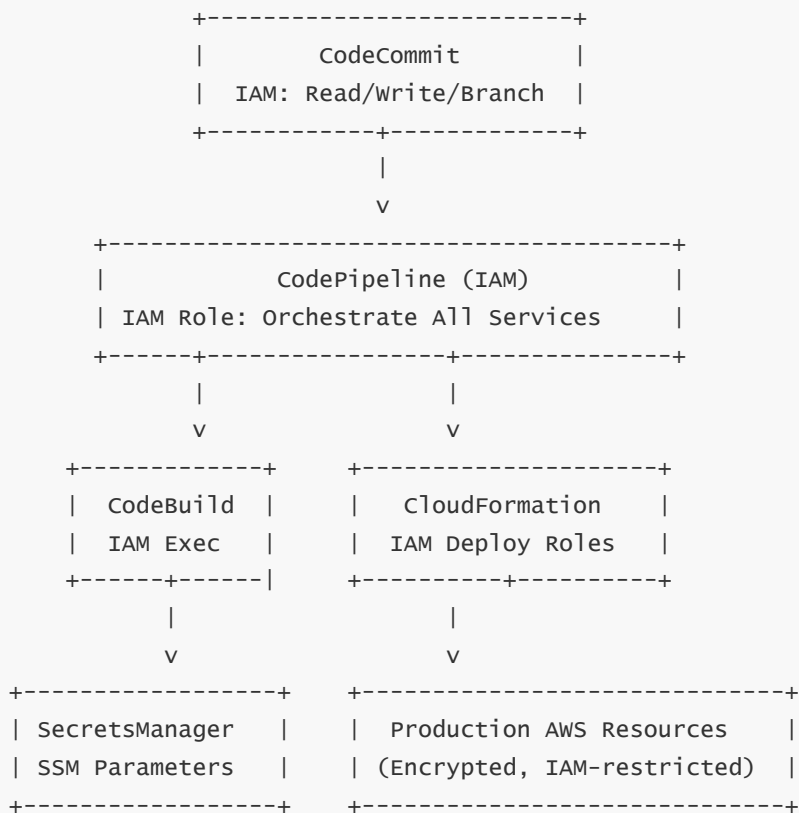 +--------------------------+
| CodeCommit |
| IAM: Read/Write/Branch |
+------------+-------------+
|
v
+----------------------------------------+
| CodePipeline (IAM) |
| IAM Role: Orchestrate All Services |
+------+-----------------+---------------+
| |
v v
+-------------+ +---------------------+
| CodeBuild | | CloudFormation |
| IAM Exec | | IAM Deploy Roles |
+------+------| +----------+----------+
| |
v v
+------------------+ +------------------------------+
| SecretsManager | | Production AWS Resources |
| SSM Parameters | | (Encrypted, IAM-restricted) |
+------------------+ +------------------------------+